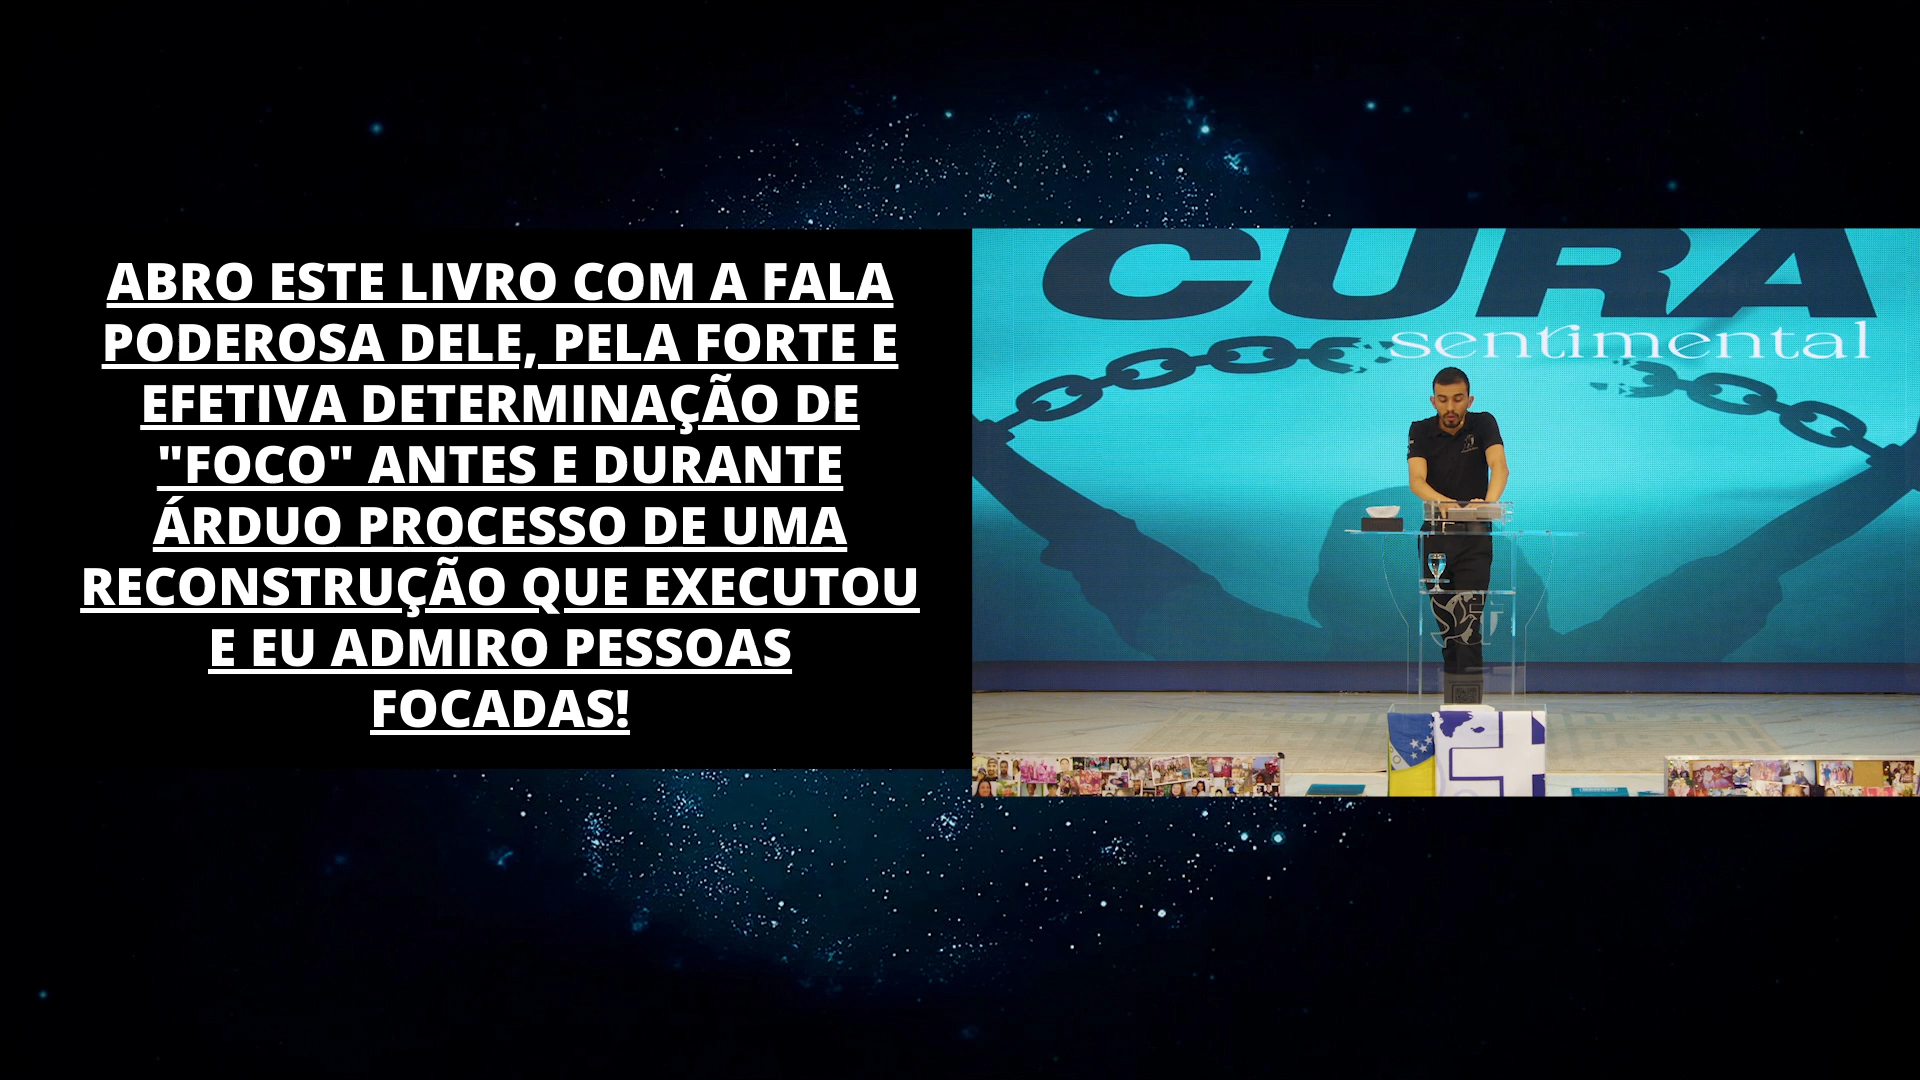 ABRO ESTE LIVRO COM A FALA
PODEROSA DELE, PELA FORTE E
EFETIVA DETERMINAÇÃO DE
"FOCO" ANTES E DURANTE
ÁRDUO PROCESSO DE UMA
RECONSTRUÇÃO QUE EXECUTOU
E EU ADMIRO PESSOAS
FOCADAS!
CURA
sentimental